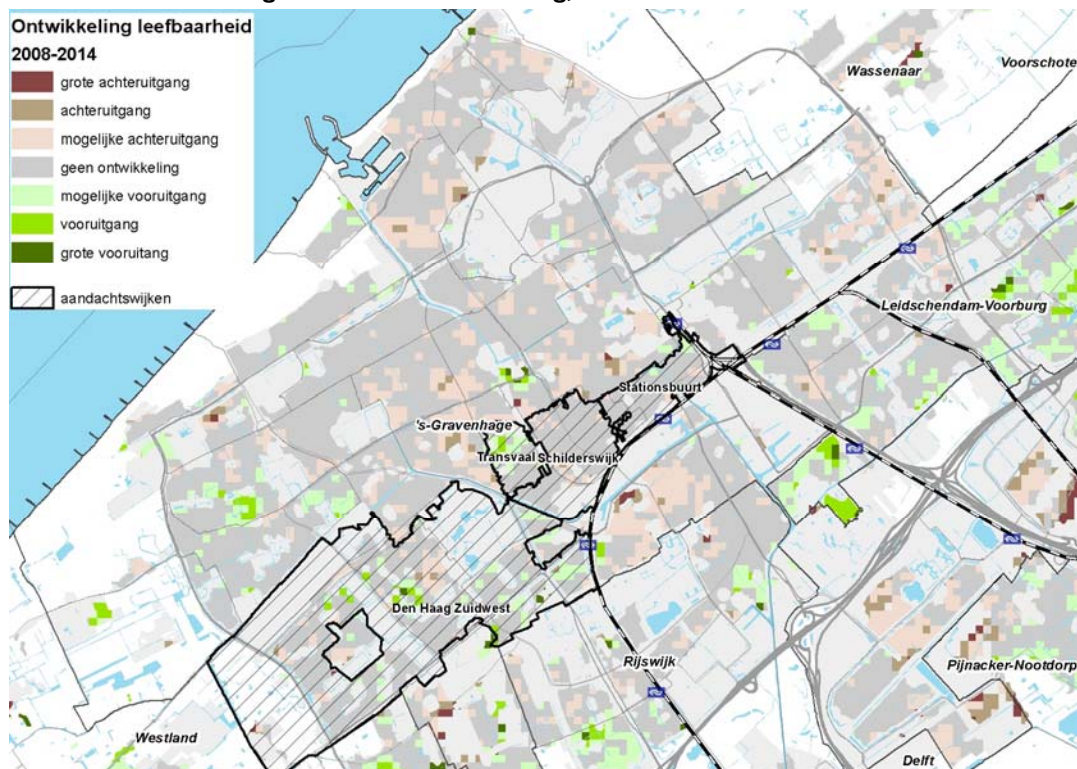 Ontwikkeling leefbaarheid
2008-2014
grote achteruitgang
achteruitgang
mogelijke achteruitgang
geen ontwikkeling
mogelijke vooruitgang
vooruitgang
grote vooruitang
aandachtswijken
Wassenaar
Voorschote
Leidschendam-Voorburg
Stationsbuurt
's-Gravenhage
Transvaal
Schilderswijk
Den Haag Zuidwest
Rijswijk
Pijnacker-Nootdorp
Westland
Delft